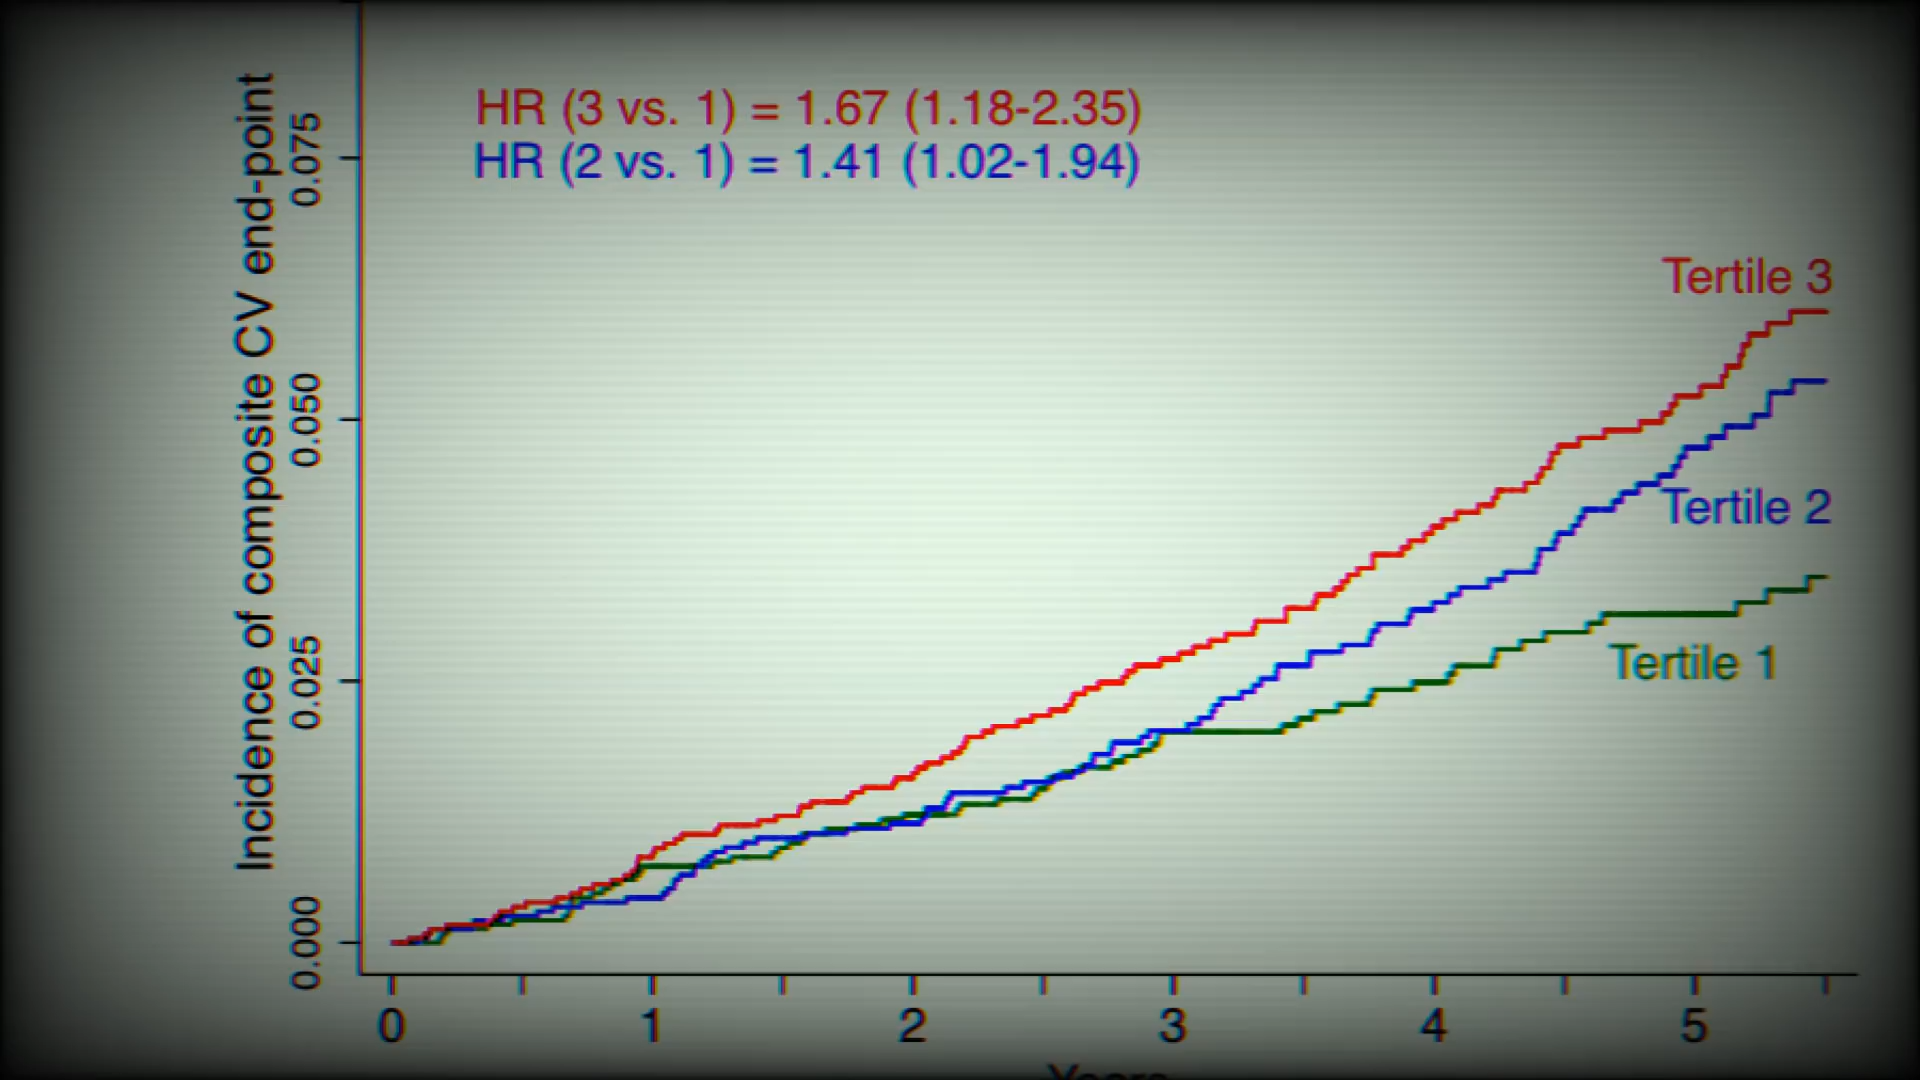 HR (3 vs. 1) = 1.67 (1.18-2.35)
HR (2 vs. 1) = 1.41 (1.02-1.94)
Incidence of composite CV end-point
0.075
0.050
0.025
0.000
Tertile 3
Tertile 2
Tertile 1
0 1 2 3 4 5
Years